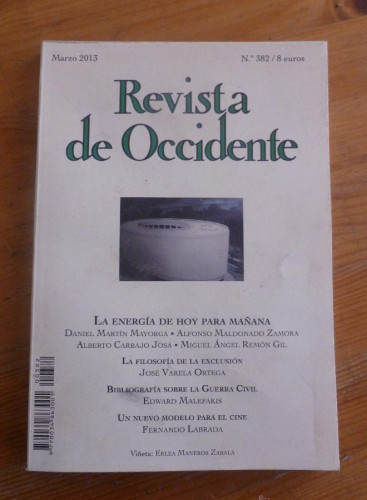 Marzo 2013
N.º 382 / 8 euros
Revista
de Occidente
LA ENERGÍA DE HOY PARA MAÑANA
DANIEL MARTÍN MAYORGA • ALFONSO MALDONADO ZAMORA
ALBERTO CARBAJO JOSA • MIGUEL ÁNGEL REMÓN GIL
LA FILOSOFÍA DE LA EXCLUSIÓN
JOSÉ VARELA ORTEGA
BIBLIOGRAFÍA SOBRE LA GUERRA CIVIL
EDWARD MALEFAKIS
UN NUEVO MODELO PARA EL CINE
FERNANDO LABRADA
Viñeta: ERLEA MANEROS ZABALA